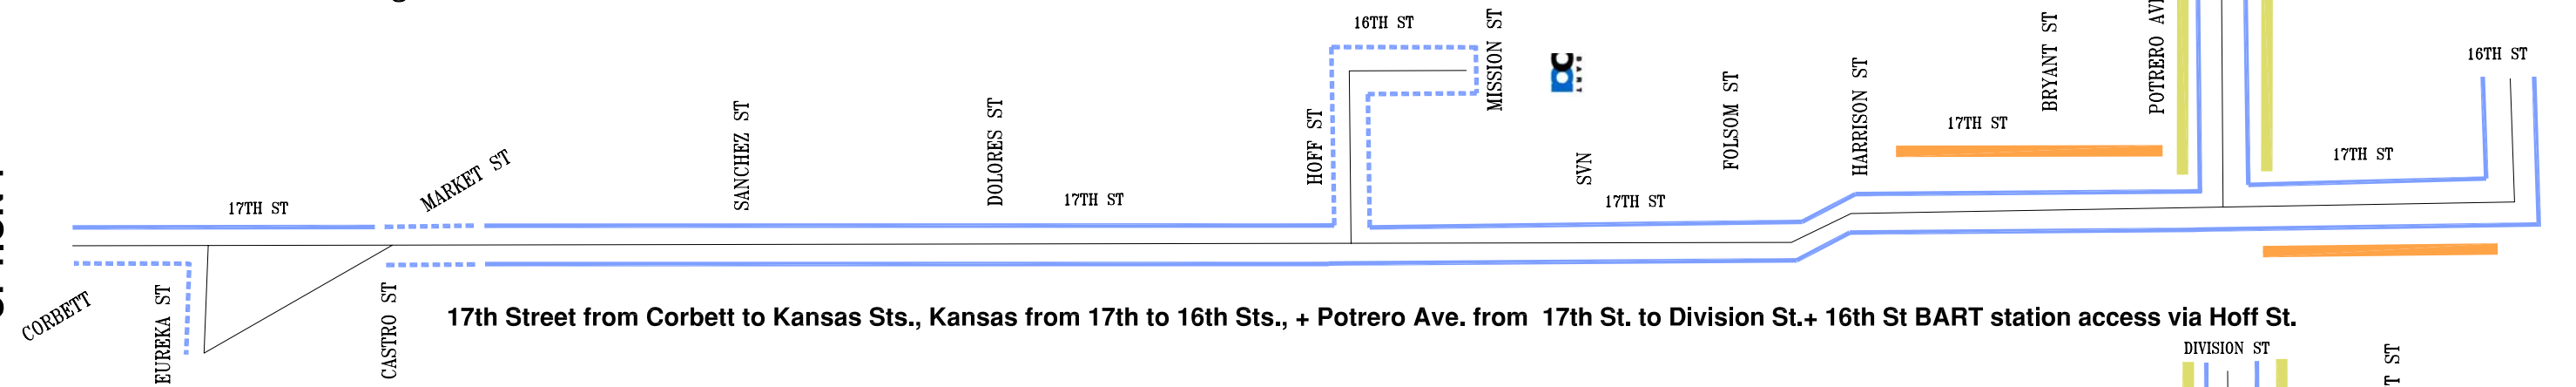 16TH ST
MISSION ST
BRYANT ST
POTRERO AVE
16TH ST
HARRISON ST
FOLSOM ST
17TH ST
SANCHEZ ST
DOLORES ST
HOFF ST
SVN
17TH ST
MARKET ST
17TH ST
17TH ST
17TH ST
CORBETT
EUREKA ST
CASTRO ST
17th Street from Corbett to Kansas Sts., Kansas from 17th to 16th Sts., + Potrero Ave. from 17th St. to Division St.+ 16th St BART station access via Hoff St.
DIVISION ST